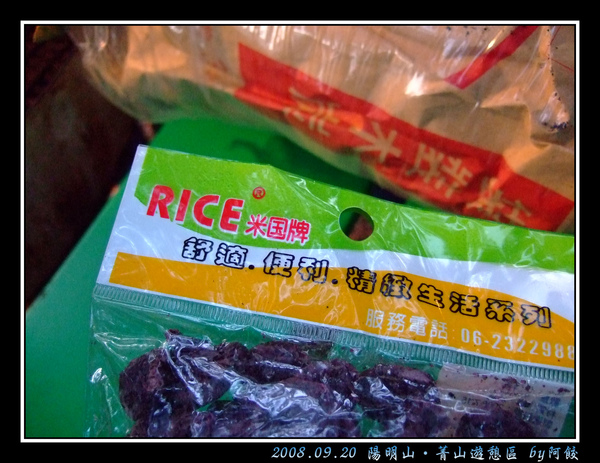 RICE® 米国牌
舒適.便利.精緻生活系列
服務電話:06-2322988
2008.09.20 陽明山·菁山遊憩區 by阿餃